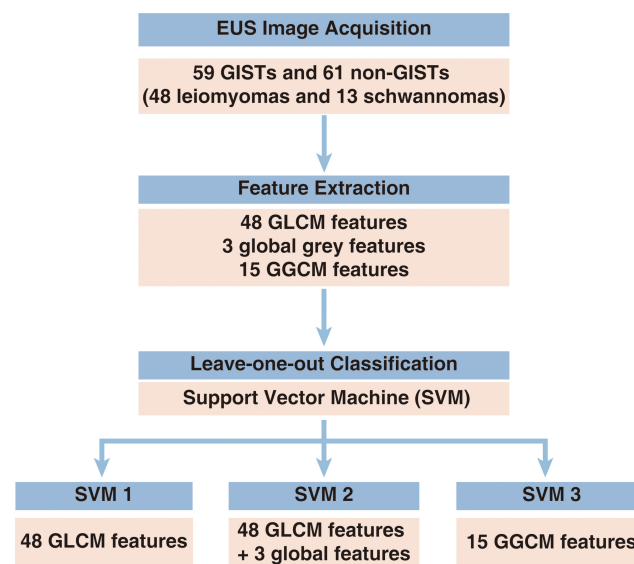 EUS Image Acquisition
59 GISTs and 61 non-GISTs
(48 leiomyomas and 13 schwannomas)
Feature Extraction
48 GLCM features
3 global grey features
15 GGCM features
Leave-one-out Classification
Support Vector Machine (SVM)
SVM 1
48 GLCM features
SVM 2
48 GLCM features
+ 3 global features
SVM 3
15 GGCM features